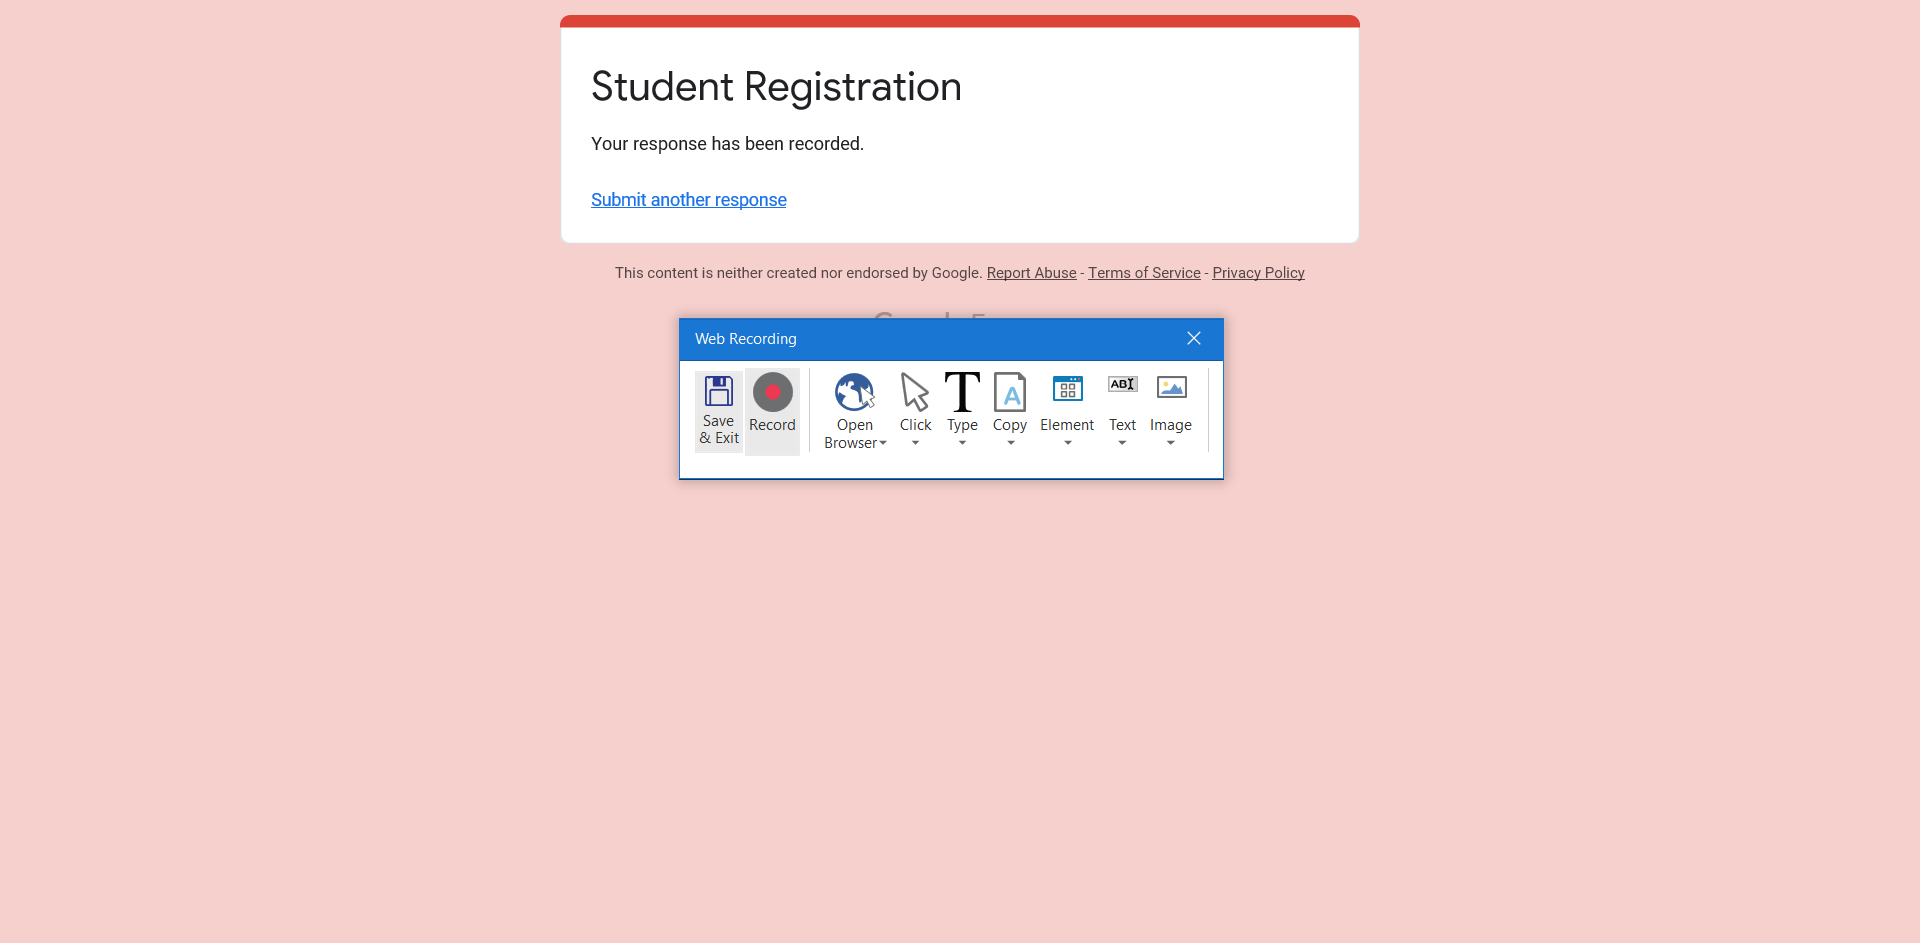 Student Registration
Your response has been recorded.
Submit another response
This content is neither created nor endorsed by Google. Report Abuse - Terms of Service - Privacy Policy
Web Recording
Save
& Exit
Record
Open
Browser
Click
Type
Copy
Element
Text
Image
ABI